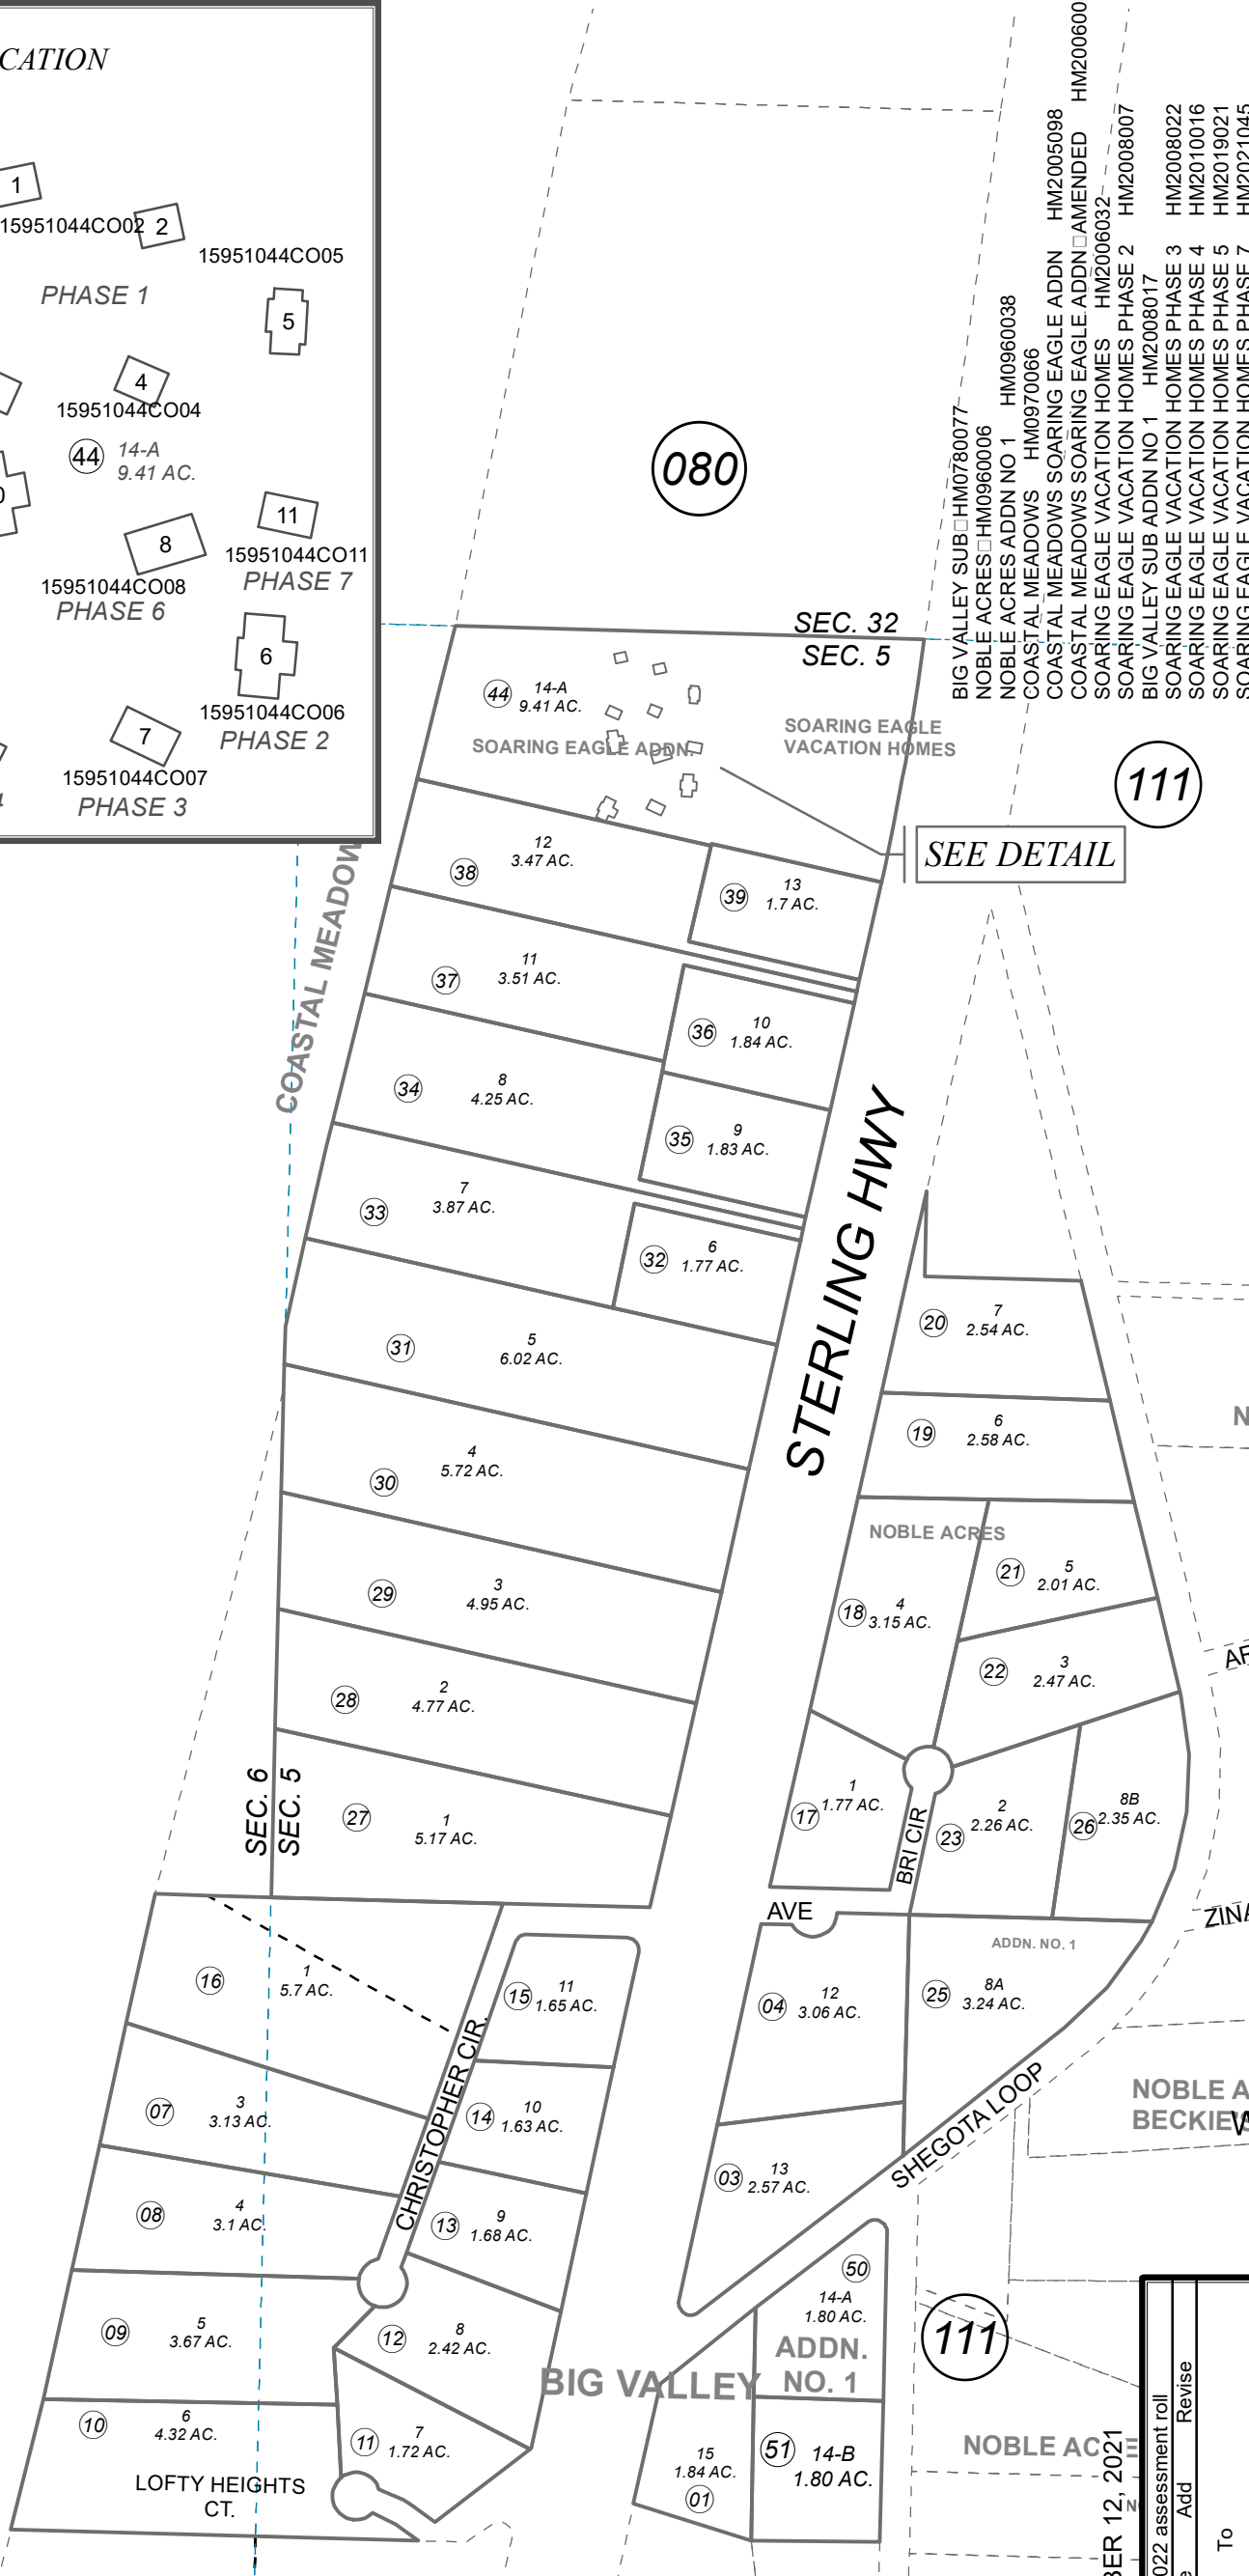 CATION
1
15951044CO02
2
15951044CO05
PHASE 1
5
4
15951044CO04
44
14-A
9.41 AC.
11
8
15951044CO11
PHASE 7
15951044CO08
PHASE 6
6
15951044CO06
PHASE 2
7
15951044CO07
PHASE 3
080
BIG VALLEY SUB□HM0780077
NOBLE ACRES□HM0960006
NOBLE ACRES ADDN NO 1 HM0960038
COASTAL MEADOWS HM0970066
COASTAL MEADOWS SOARING EAGLE ADDN HM2005098
COASTAL MEADOWS SOARING EAGLE ADDN□AMENDED HM200600
SOARING EAGLE VACATION HOMES HM2006032
SOARING EAGLE VACATION HOMES PHASE 2 HM2008007
BIG VALLEY SUB ADDN NO 1 HM2008017
SOARING EAGLE VACATION HOMES PHASE 3 HM2008022
SOARING EAGLE VACATION HOMES PHASE 4 HM2010016
SOARING EAGLE VACATION HOMES PHASE 5 HM2019021
SOARING EAGLE VACATION HOMES PHASE 7 HM2021045
SEC. 32
SEC. 5
44
14-A
9.41 AC.
SOARING EAGLE ADDN.
SOARING EAGLE
VACATION HOMES
111
SEE DETAIL
COASTAL MEADOW
12
3.47 AC.
38
13
1.7 AC.
39
11
3.51 AC.
37
10
1.84 AC.
36
8
4.25 AC.
34
9
1.83 AC.
35
7
3.87 AC.
33
6
1.77 AC.
32
STERLING HWY
5
6.02 AC.
31
7
2.54 AC.
20
6
2.58 AC.
19
4
5.72 AC.
30
NOBLE ACRES
5
2.01 AC.
21
3
4.95 AC.
29
4
3.15 AC.
18
3
2.47 AC.
22
2
4.77 AC.
28
SEC. 6
SEC. 5
1
5.17 AC.
27
1
1.77 AC.
17
BRI CIR
2
2.26 AC.
23
8B
2.35 AC.
26
AVE
ADDN. NO. 1
1
5.7 AC.
16
11
1.65 AC.
15
12
3.06 AC.
04
8A
3.24 AC.
25
CHRISTOPHER CIR.
3
3.13 AC.
07
10
1.63 AC.
14
SHEGOTA LOOP
NOBLE A
BECKIE'S
13
2.57 AC.
03
4
3.1 AC.
08
9
1.68 AC.
13
50
14-A
1.80 AC.
5
3.67 AC.
09
8
2.42 AC.
12
ADDN.
NO. 1
111
BIG VALLEY
6
4.32 AC.
10
7
1.72 AC.
11
15
1.84 AC.
01
51
14-B
1.80 AC.
LOFTY HEIGHTS
CT.
NOBLE ACRE
BER 12, 2021
022 assessment roll
Add
Revise
To